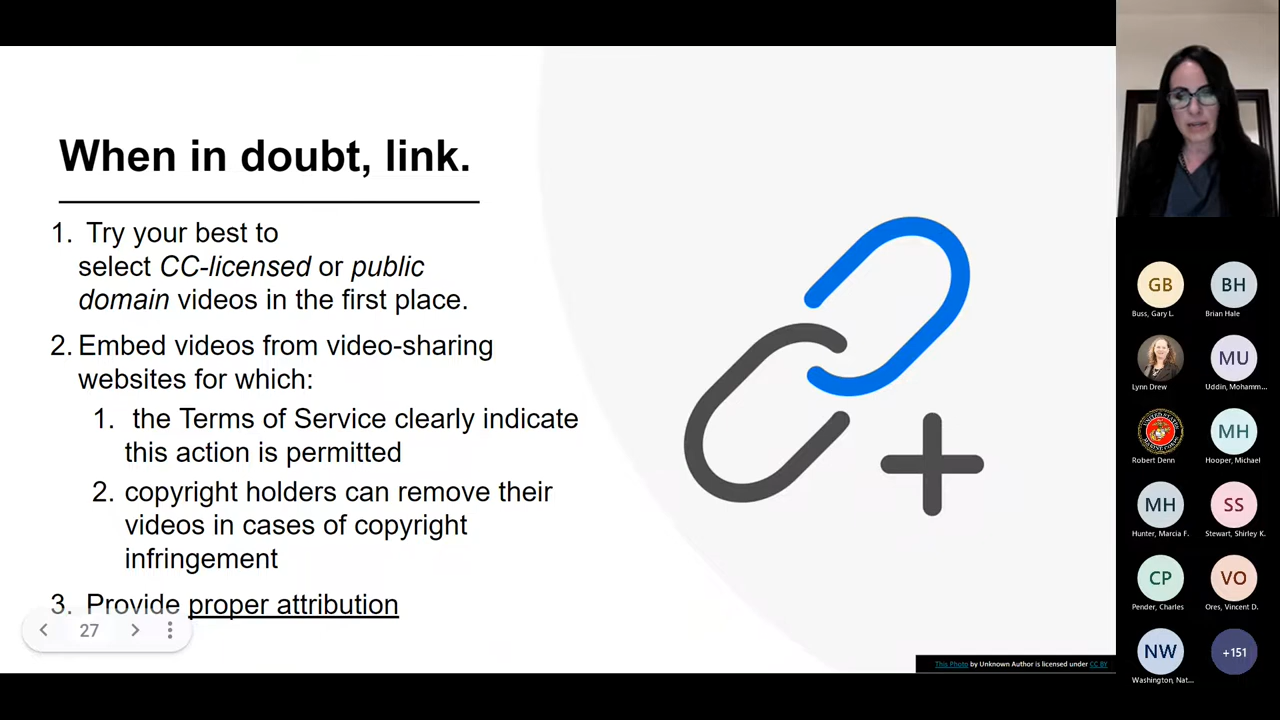 When in doubt, link.
1. Try your best to
select CC-licensed or public
domain videos in the first place.
2. Embed videos from video-sharing
websites for which:
1. the Terms of Service clearly indicate
this action is permitted
2. copyright holders can remove their
videos in cases of copyright
infringement
3. Provide proper attribution
27
This Photo by Unknown Author is licensed under CC BY
GB
BH
Buss, Gary L.
Brian Hale
MU
Lynn Drew
Uddin, Mohamm...
MH
Robert Denn
Hooper, Michael
MH
SS
Hunter, Marcia F.
Stewart, Shirley K.
CP
VO
Pender, Charles
Ores, Vincent D.
NW
+151
Washington, Nat...